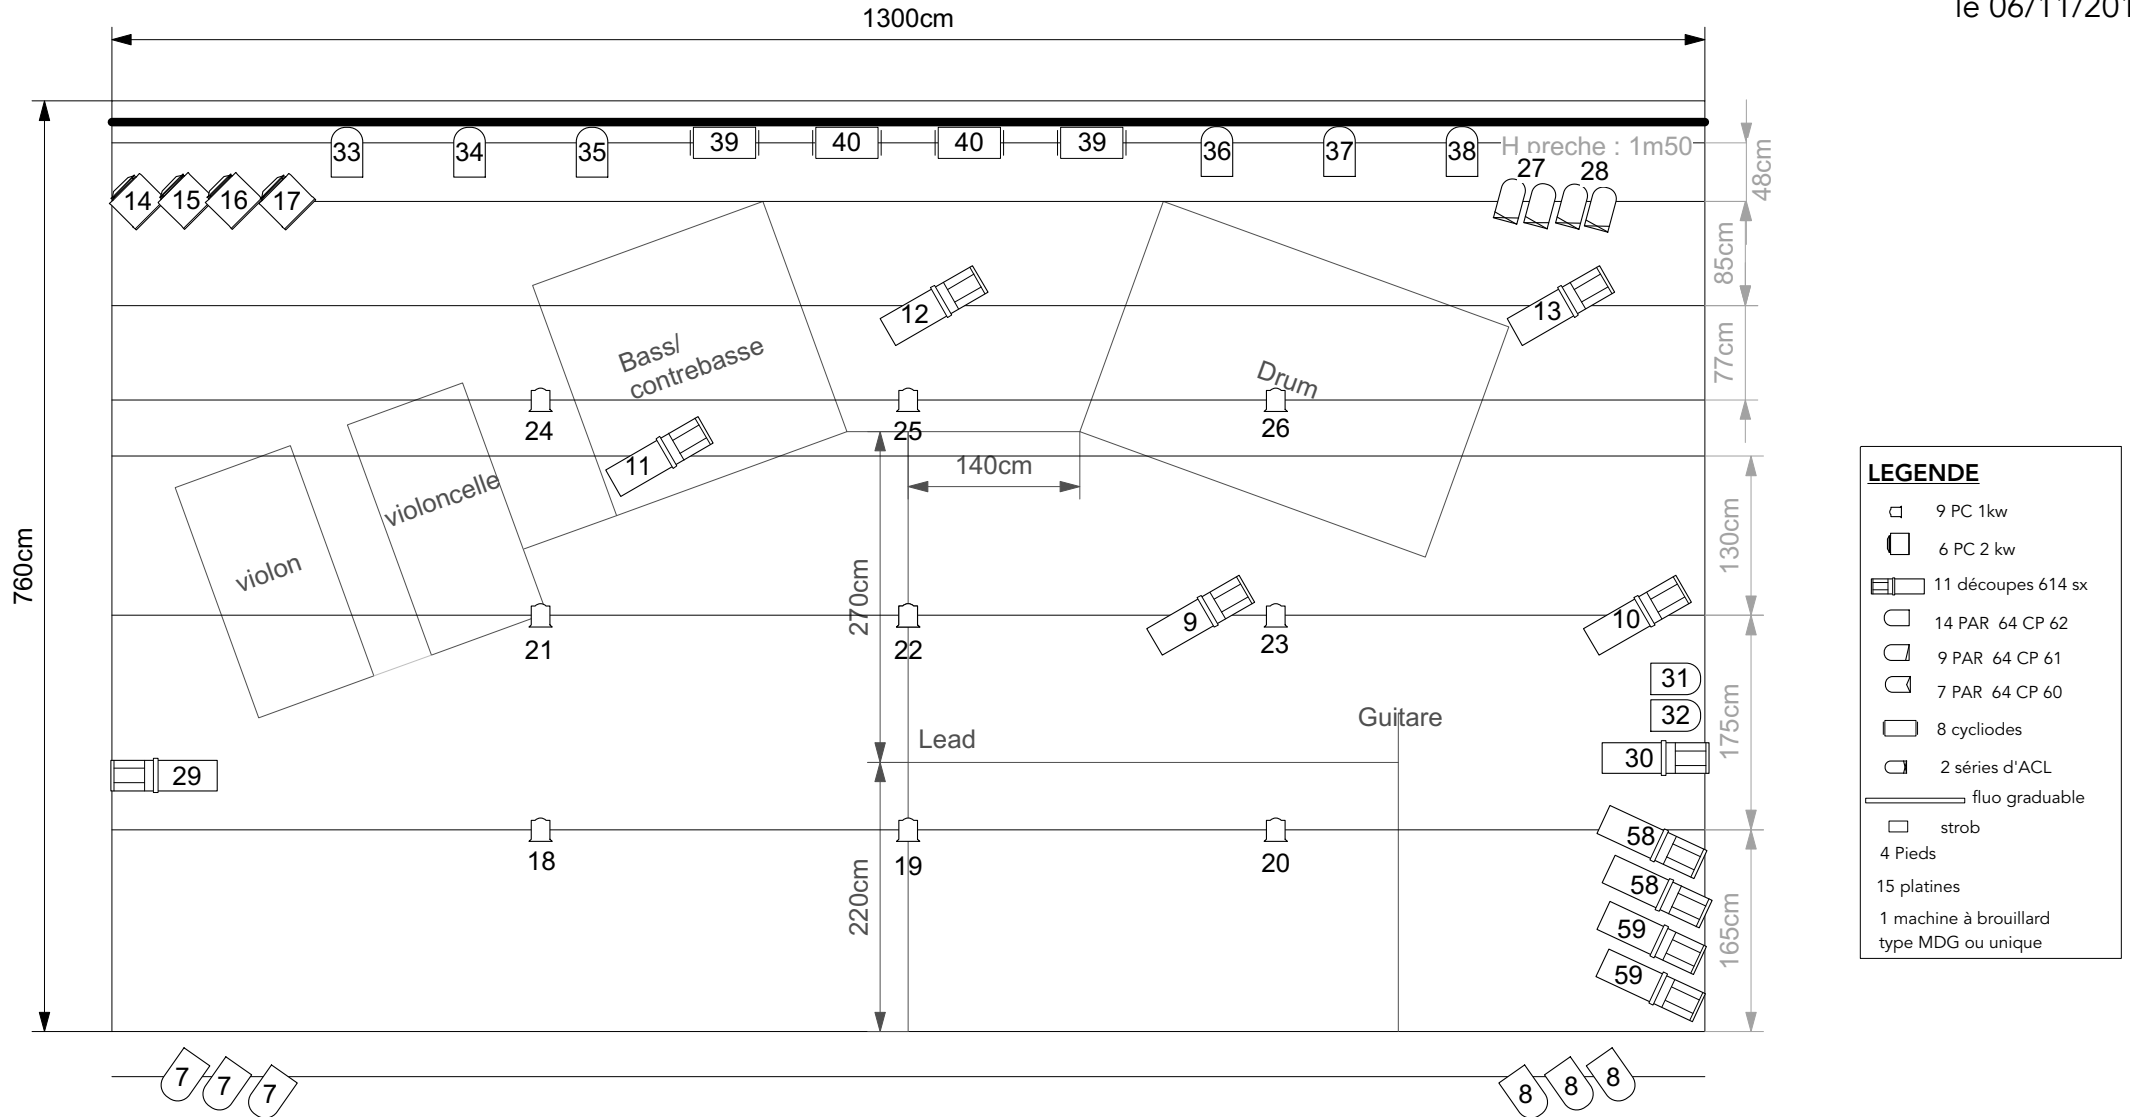 le 06/11/201
1300cm
H preche : 1m50
33
34
35
39
40
40
39
36
37
38
27
28
48cm
14
15
16
17
85cm
12
13
77cm
Bass/
contrebasse
Drum
24
25
26
11
140cm
violoncelle
violon
760cm
130cm
270cm
21
22
9
23
10
31
32
175cm
Guitare
Lead
29
30
18
19
20
58
58
59
59
220cm
165cm
7
7
7
8
8
8
LEGENDE
9 PC 1kw
6 PC 2 kw
11 découpes 614 sx
14 PAR 64 CP 62
9 PAR 64 CP 61
7 PAR 64 CP 60
8 cycliodes
2 séries d'ACL
fluo graduable
strob
4 Pieds
15 platines
1 machine à brouillard
type MDG ou unique